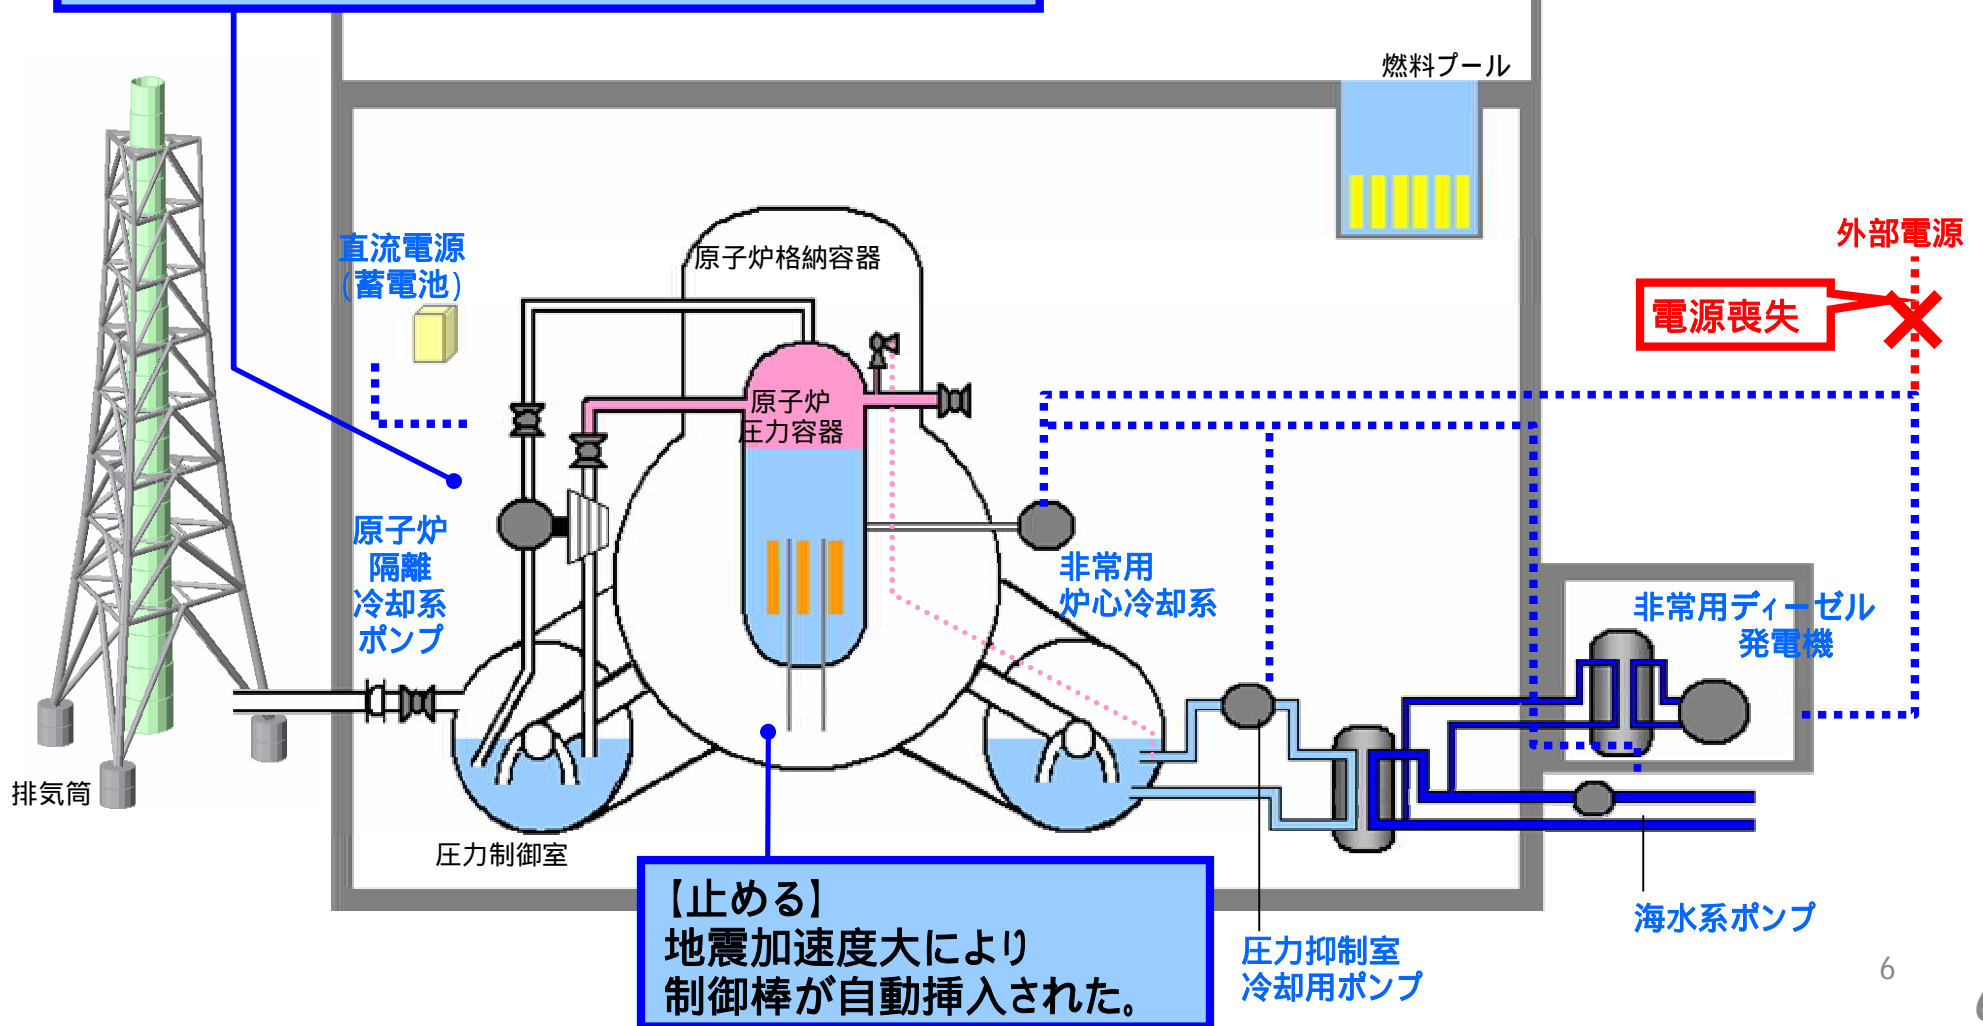 燃料プール
外部電源
電源喪失
直流電源
(蓄電池)
原子炉格納容器
原子炉
圧力容器
原子炉
隔離
冷却系
ポンプ
非常用
炉心冷却系
非常用ディーゼル
発電機
排気筒
圧力制御室
【止める】
地震加速度大により
制御棒が自動挿入された。
圧力抑制室
冷却用ポンプ
海水系ポンプ
6